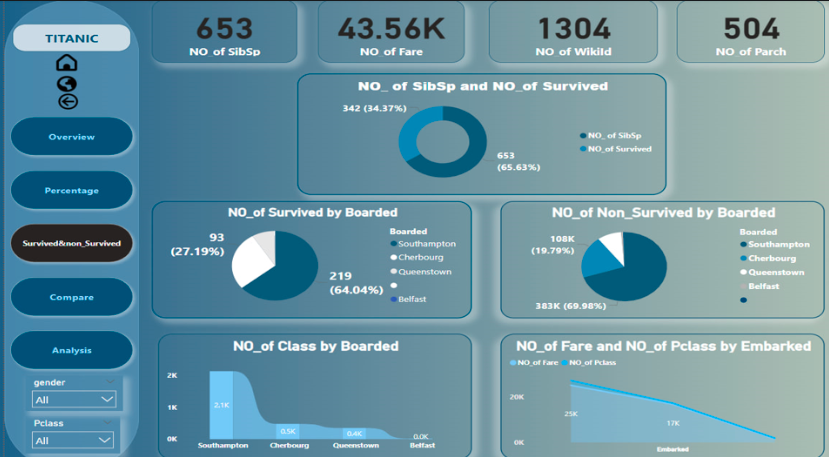 TITANIC
Overview
Percentage
Survived&non_Survived
Compare
Analysis
gender
All
Pclass
All
653
NO_of SibSp
43.56K
NO_of Fare
1304
NO_of WikiId
504
NO_of Parch
NO_ of SibSp and NO_of Survived
342 (34.37%)
653
(65.63%)
NO_ of SibSp
NO_of Survived
NO_of Survived by Boarded
93
(27.19%)
219
(64.04%)
Boarded
Southampton
Cherbourg
Queenstown
Belfast
NO_of Non_Survived by Boarded
108K
(19.79%)
383K (69.98%)
Boarded
Southampton
Cherbourg
Queenstown
Belfast
NO_of Class by Boarded
2K
1K
0K
2.1K
0.5K
0.4K
0.0K
Southampton
Cherbourg
Queenstown
Belfast
NO_of Fare and NO_of Pclass by Embarked
NO_of Fare
NO_of Pclass
20K
0K
25K
17K
Embarked